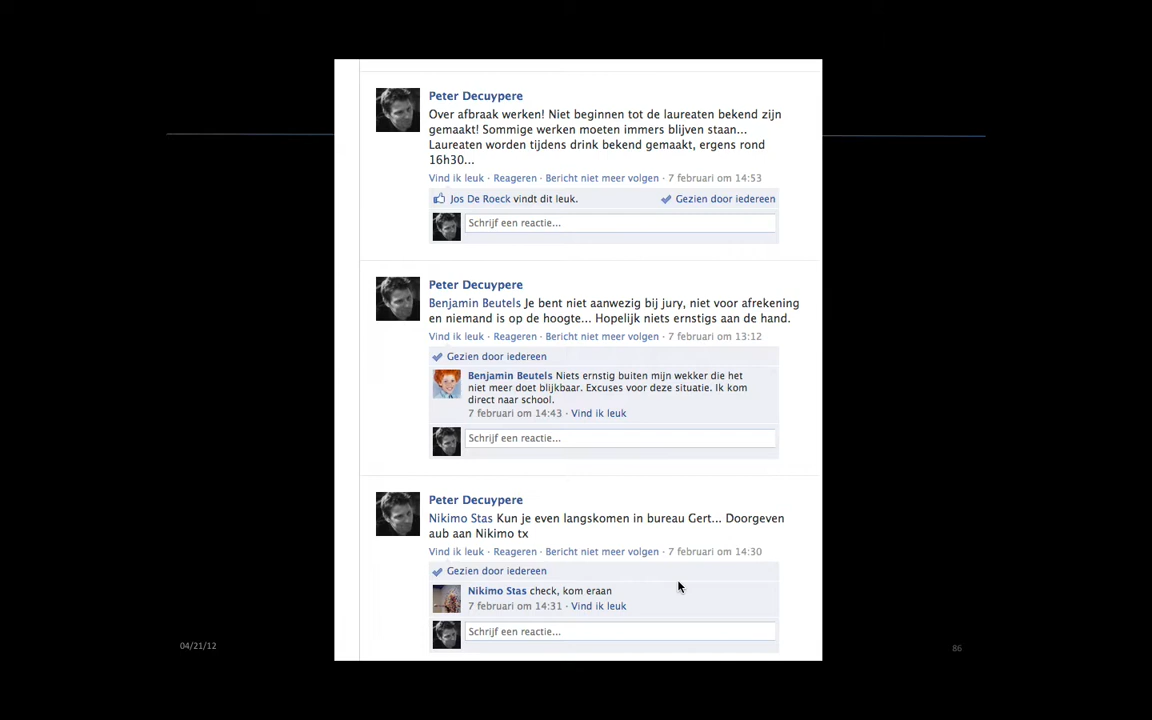 Peter Decuypere
Over afbraak werken! Niet beginnen tot de laureaten bekend zijn
gemaakt! Sommige werken moeten immers blijven staan...
Laureaten worden tijdens drink bekend gemaakt, ergens rond
16h30...
Vind ik leuk · Reageren · Bericht niet meer volgen · 7 februari om 14:53
Jos De Roeck vindt dit leuk. Gezien door iedereen
Schrijf een reactie...
Peter Decuypere
Benjamin Beutels Je bent niet aanwezig bij jury, niet voor afrekening
en niemand is op de hoogte... Hopelijk niets ernstigs aan de hand.
Vind ik leuk · Reageren · Bericht niet meer volgen · 7 februari om 13:12
Gezien door iedereen
Benjamin Beutels Niets ernstig buiten mijn wekker die het
niet meer doet blijkbaar. Excuses voor deze situatie. Ik kom
direct naar school.
7 februari om 14:43 · Vind ik leuk
Schrijf een reactie...
Peter Decuypere
Nikimo Stas Kun je even langskomen in bureau Gert... Doorgeven
aub aan Nikimo tx
Vind ik leuk · Reageren · Bericht niet meer volgen · 7 februari om 14:30
Gezien door iedereen
Nikimo Stas check, kom eraan
7 februari om 14:31 · Vind ik leuk
Schrijf een reactie...
04/21/12
86